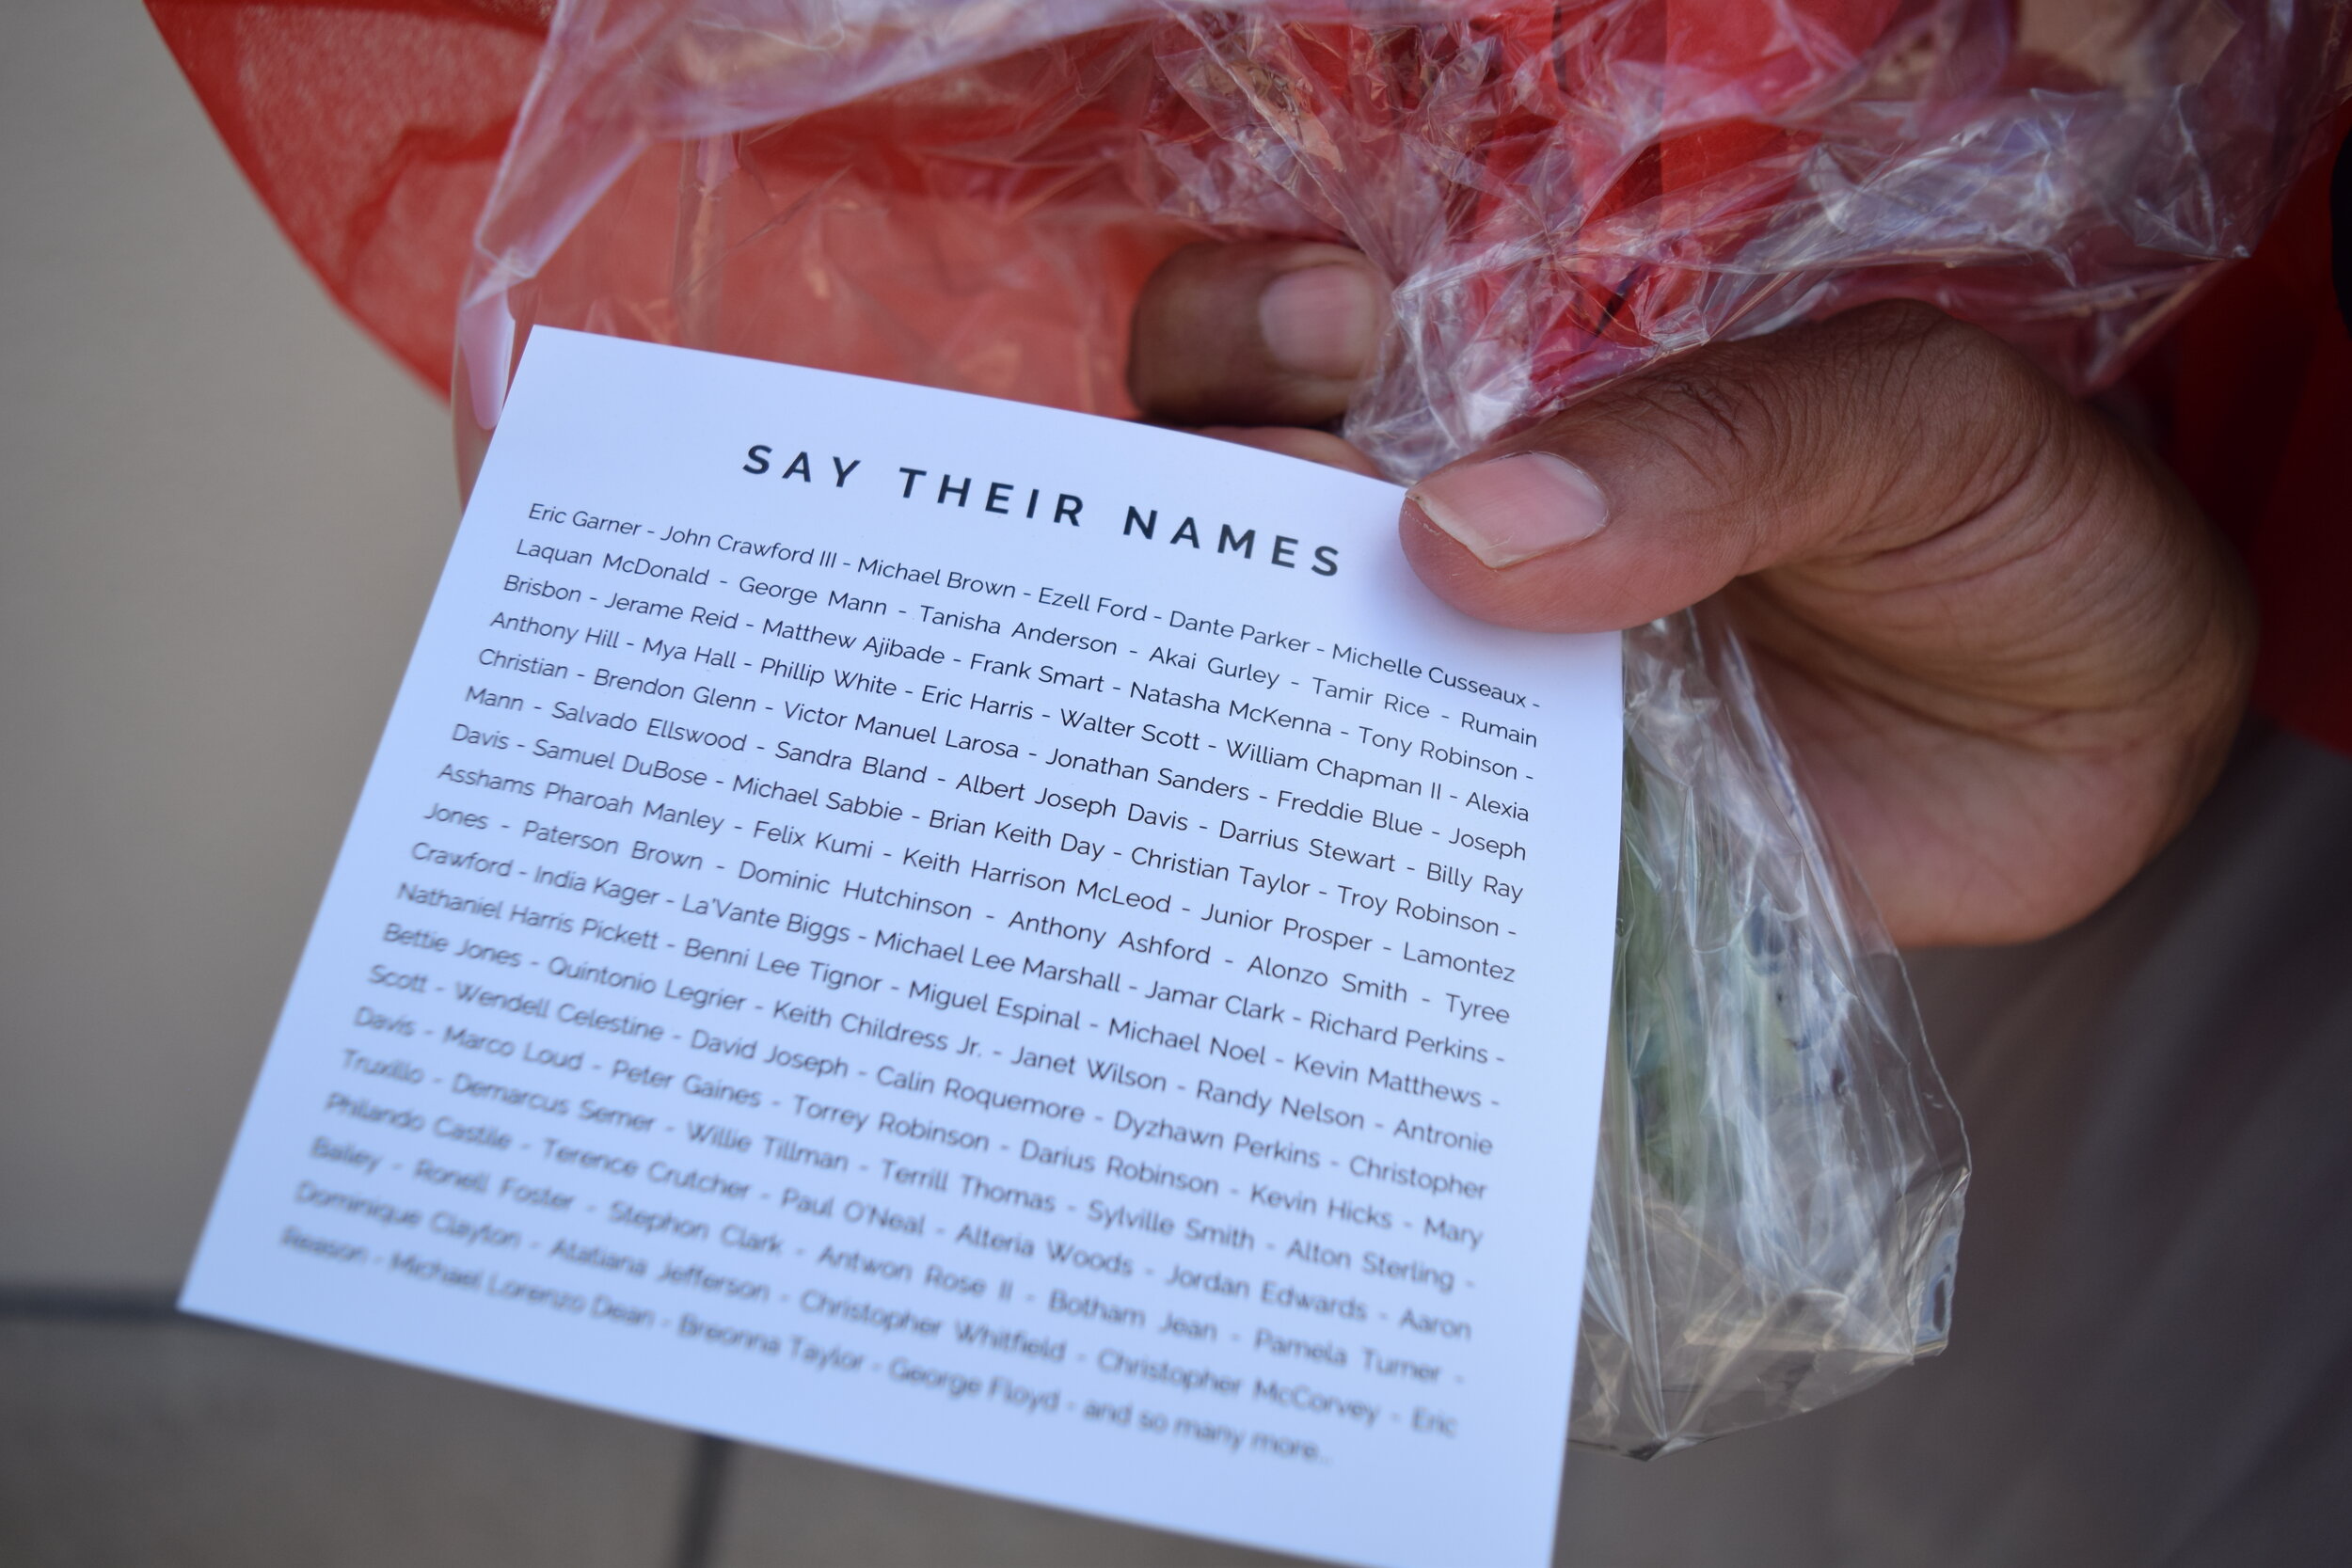 SAY THEIR NAMES
Eric Garner - John Crawford III - Michael Brown - Ezell Ford - Dante Parker - Michelle Cusseaux -
Laquan McDonald - George Mann - Tanisha Anderson - Akai Gurley - Tamir Rice - Rumain
Brisbon - Jerame Reid - Matthew Ajibade - Frank Smart - Natasha McKenna - Tony Robinson -
Anthony Hill - Mya Hall - Phillip White - Eric Harris - Walter Scott - William Chapman II - Alexia
Christian - Brendon Glenn - Victor Manuel Larosa - Jonathan Sanders - Freddie Blue - Joseph
Mann - Salvado Ellswood - Sandra Bland - Albert Joseph Davis - Darrius Stewart - Billy Ray
Davis - Samuel DuBose - Michael Sabbie - Brian Keith Day - Christian Taylor - Troy Robinson -
Asshams Pharoah Manley - Felix Kumi - Keith Harrison McLeod - Junior Prosper - Lamontez
Jones - Paterson Brown - Dominic Hutchinson - Anthony Ashford - Alonzo Smith - Tyree
Crawford - India Kager - La'Vante Biggs - Michael Lee Marshall - Jamar Clark - Richard Perkins -
Nathaniel Harris Pickett - Benni Lee Tignor - Miguel Espinal - Michael Noel - Kevin Matthews -
Bettie Jones - Quintonio Legrier - Keith Childress Jr. - Janet Wilson - Randy Nelson - Antronie
Scott - Wendell Celestine - David Joseph - Calin Roquemore - Dyzhawn Perkins - Christopher
Davis - Marco Loud - Peter Gaines - Torrey Robinson - Darius Robinson - Kevin Hicks - Mary
Truxillo - Demarcus Semer - Willie Tillman - Terrill Thomas - Sylville Smith - Alton Sterling -
Philando Castile - Terence Crutcher - Paul O'Neal - Alteria Woods - Jordan Edwards - Aaron
Bailey - Ronell Foster - Stephon Clark - Antwon Rose II - Botham Jean - Pamela Turner -
Dominique Clayton - Atatiana Jefferson - Christopher Whitfield - Christopher McCorvey - Eric
Reason - Michael Lorenzo Dean - Breonna Taylor - George Floyd - and so many more...